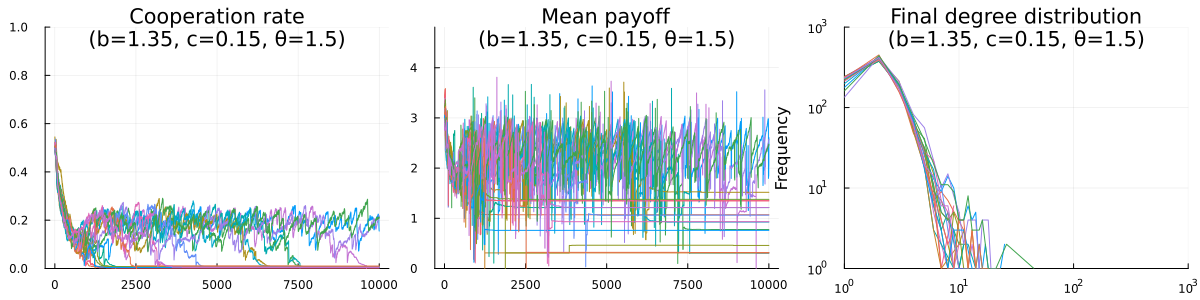 Cooperation rate
(b=1.35, c=0.15, θ=1.5)
1.0
0.8
0.6
0.4
0.2
0.0
0 2500 5000 7500 10000
Mean payoff
(b=1.35, c=0.15, θ=1.5)
4
3
2
1
0
0 2500 5000 7500 10000
Final degree distribution
(b=1.35, c=0.15, θ=1.5)
Frequency
10³
10²
10¹
10⁰
10⁰ 10¹ 10² 10³